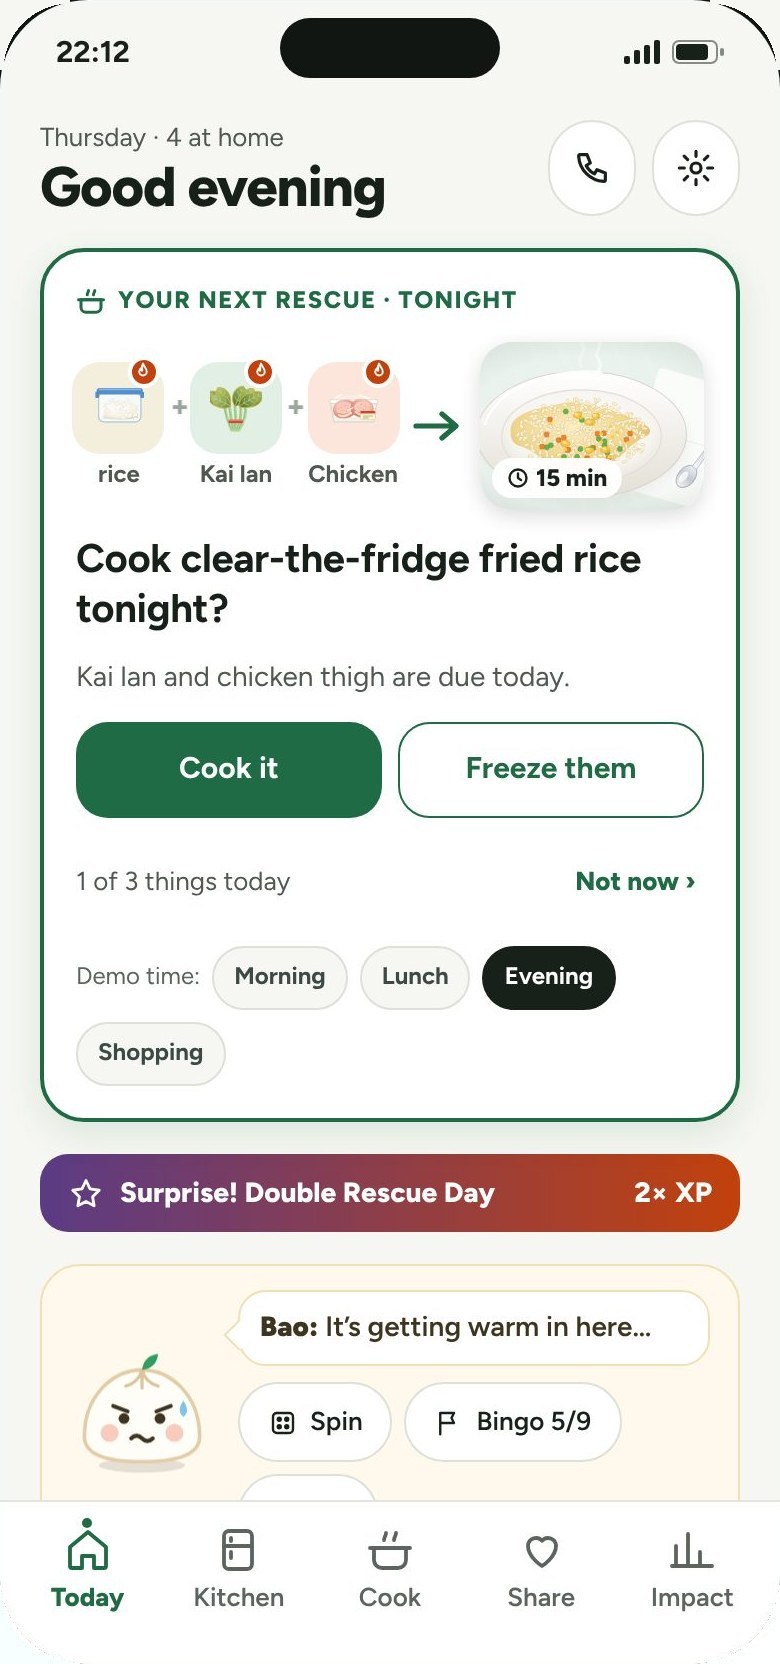 22:12
Thursday · 4 at home
Good evening
YOUR NEXT RESCUE · TONIGHT
rice + Kai lan + Chicken
15 min
Cook clear-the-fridge fried rice
tonight?
Kai lan and chicken thigh are due today.
Cook it
Freeze them
1 of 3 things today
Not now ›
Demo time: Morning Lunch Evening
Shopping
Surprise! Double Rescue Day
2× XP
Bao: It’s getting warm in here...
Spin
Bingo 5/9
Today
Kitchen
Cook
Share
Impact